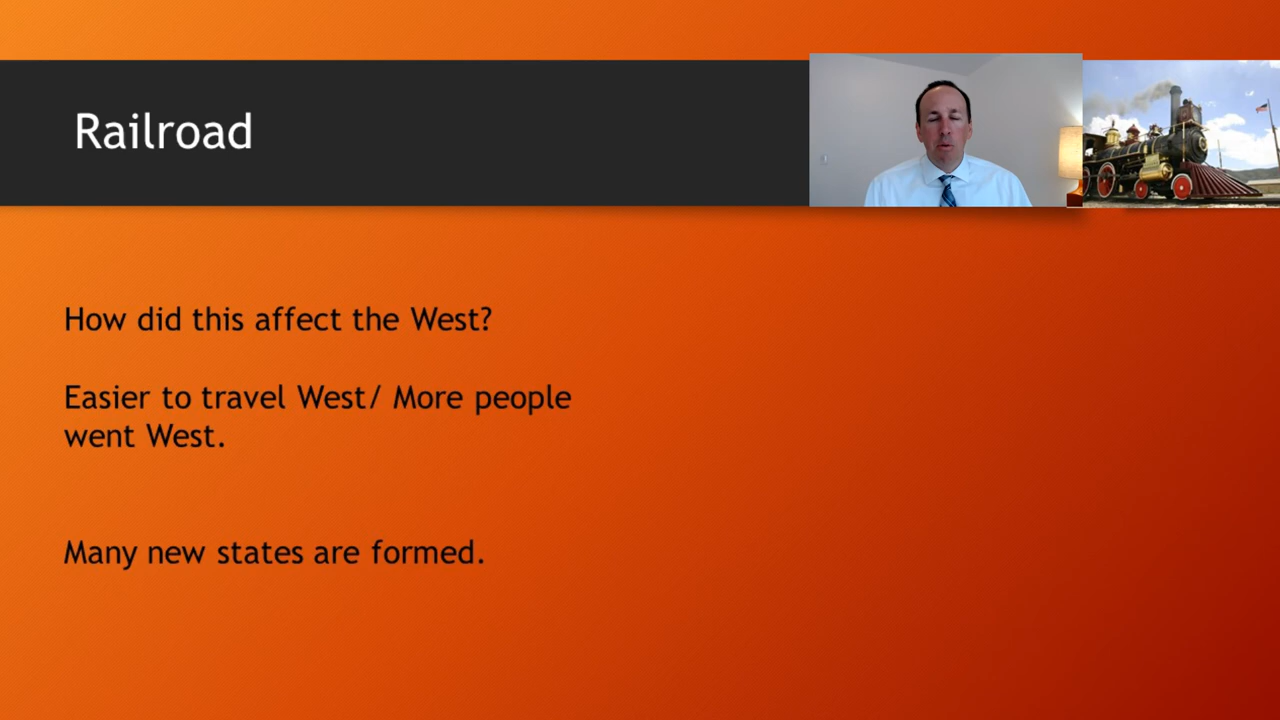 Railroad
How did this affect the West?
Easier to travel West/ More people
went West.
Many new states are formed.